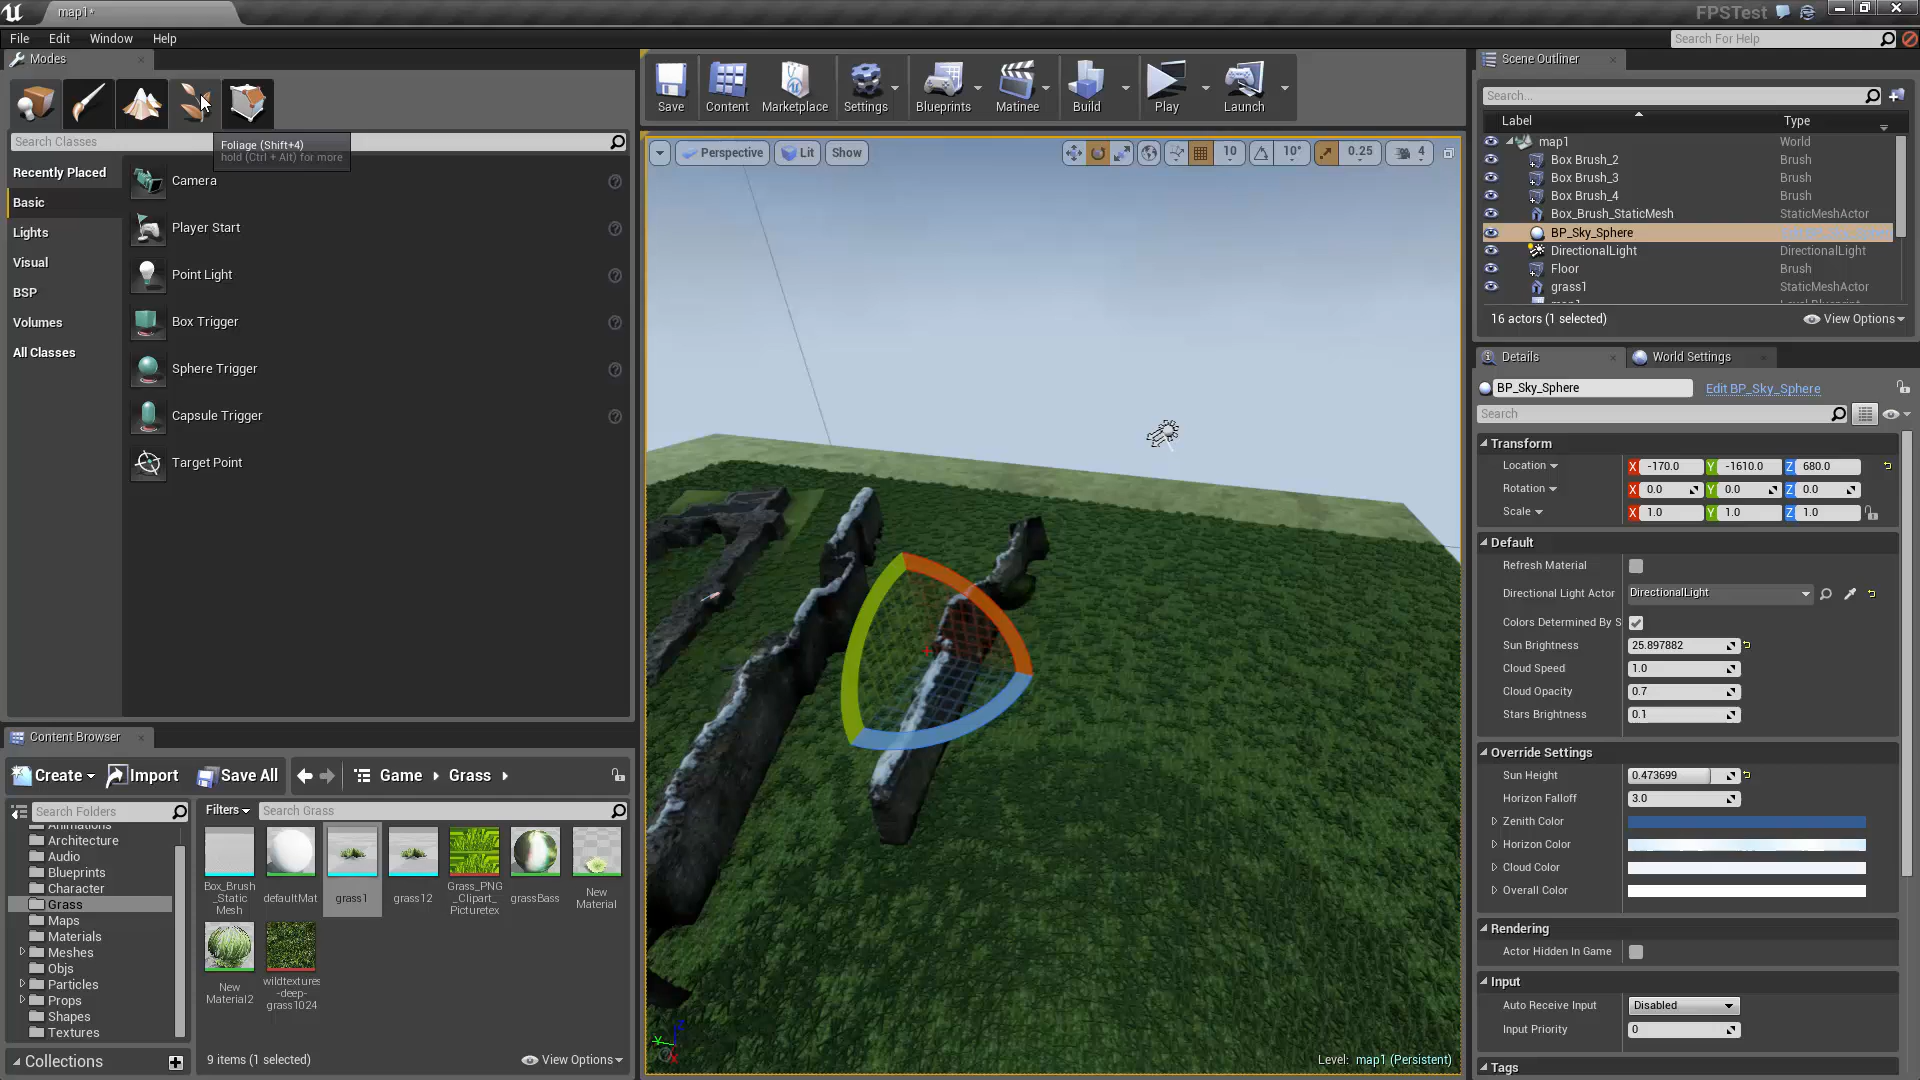 map1*
FPSTest
File Edit Window Help
Search For Help
Modes
Search Classes
Foliage (Shift+4)
hold (Ctrl + Alt) for more
Recently Placed
Basic
Lights
Visual
BSP
Volumes
All Classes
Camera
Player Start
Point Light
Box Trigger
Sphere Trigger
Capsule Trigger
Target Point
Save
Content
Marketplace
Settings
Blueprints
Matinee
Build
Play
Launch
Perspective
Lit
Show
10
10°
0.25
4
Level: map1 (Persistent)
Scene Outliner
Search...
Label Type
map1 World
Box Brush_2 Brush
Box Brush_3 Brush
Box Brush_4 Brush
Box_Brush_StaticMesh StaticMeshActor
BP_Sky_Sphere
DirectionalLight DirectionalLight
Floor Brush
grass1 StaticMeshActor
16 actors (1 selected)
View Options
Details
World Settings
BP_Sky_Sphere
Edit BP_Sky_Sphere
Search
Transform
Location X -170.0 Y -1610.0 Z 680.0
Rotation X 0.0 Y 0.0 Z 0.0
Scale X 1.0 Y 1.0 Z 1.0
Default
Refresh Material
Directional Light Actor DirectionalLight
Colors Determined By S
Sun Brightness 25.897882
Cloud Speed 1.0
Cloud Opacity 0.7
Stars Brightness 0.1
Override Settings
Sun Height 0.473699
Horizon Falloff 3.0
Zenith Color
Horizon Color
Cloud Color
Overall Color
Rendering
Actor Hidden In Game
Input
Auto Receive Input Disabled
Input Priority 0
Tags
Content Browser
Create
Import
Save All
Game
Grass
Search Folders
Filters
Search Grass
Animations
Architecture
Audio
Blueprints
Character
Grass
Maps
Materials
Meshes
Objs
Particles
Props
Shapes
Textures
Collections
Box_Brush
_Static
Mesh
defaultMat
grass1
grass12
Grass_PNG
_Clipart_
Picturetex
grassBass
New
Material
New
Material2
wildtextures
-deep-
grass1024
9 items (1 selected)
View Options